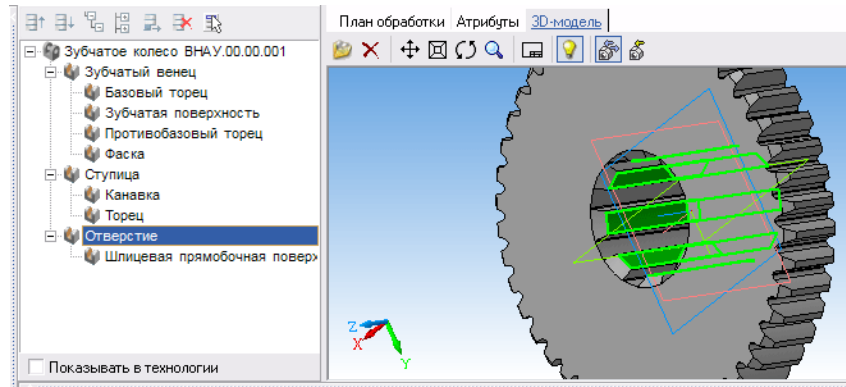 План обработки Атрибуты 3D-модель
Зубчатое колесо ВНАУ.00.00.001
Зубчатый венец
Базовый торец
Зубчатая поверхность
Противобазовый торец
Фаска
Ступица
Канавка
Торец
Отверстие
Шлицевая прямобочная повер
Показывать в технологии
Z
X
Y